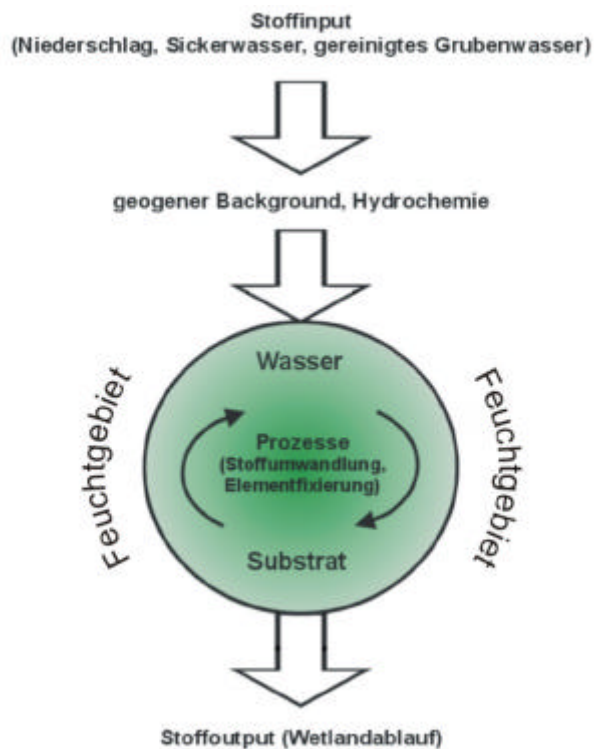 Stoffinput
(Niederschlag, Sickerwasser, gereinigtes Grubenwasser)
geogener Background, Hydrochemie
Feuchtgebiet
Wasser
Feuchtgebiet
Prozesse
(Stoffumwandlung,
Elementfixierung)
Substrat
Stoffoutput (Wetlandablauf)